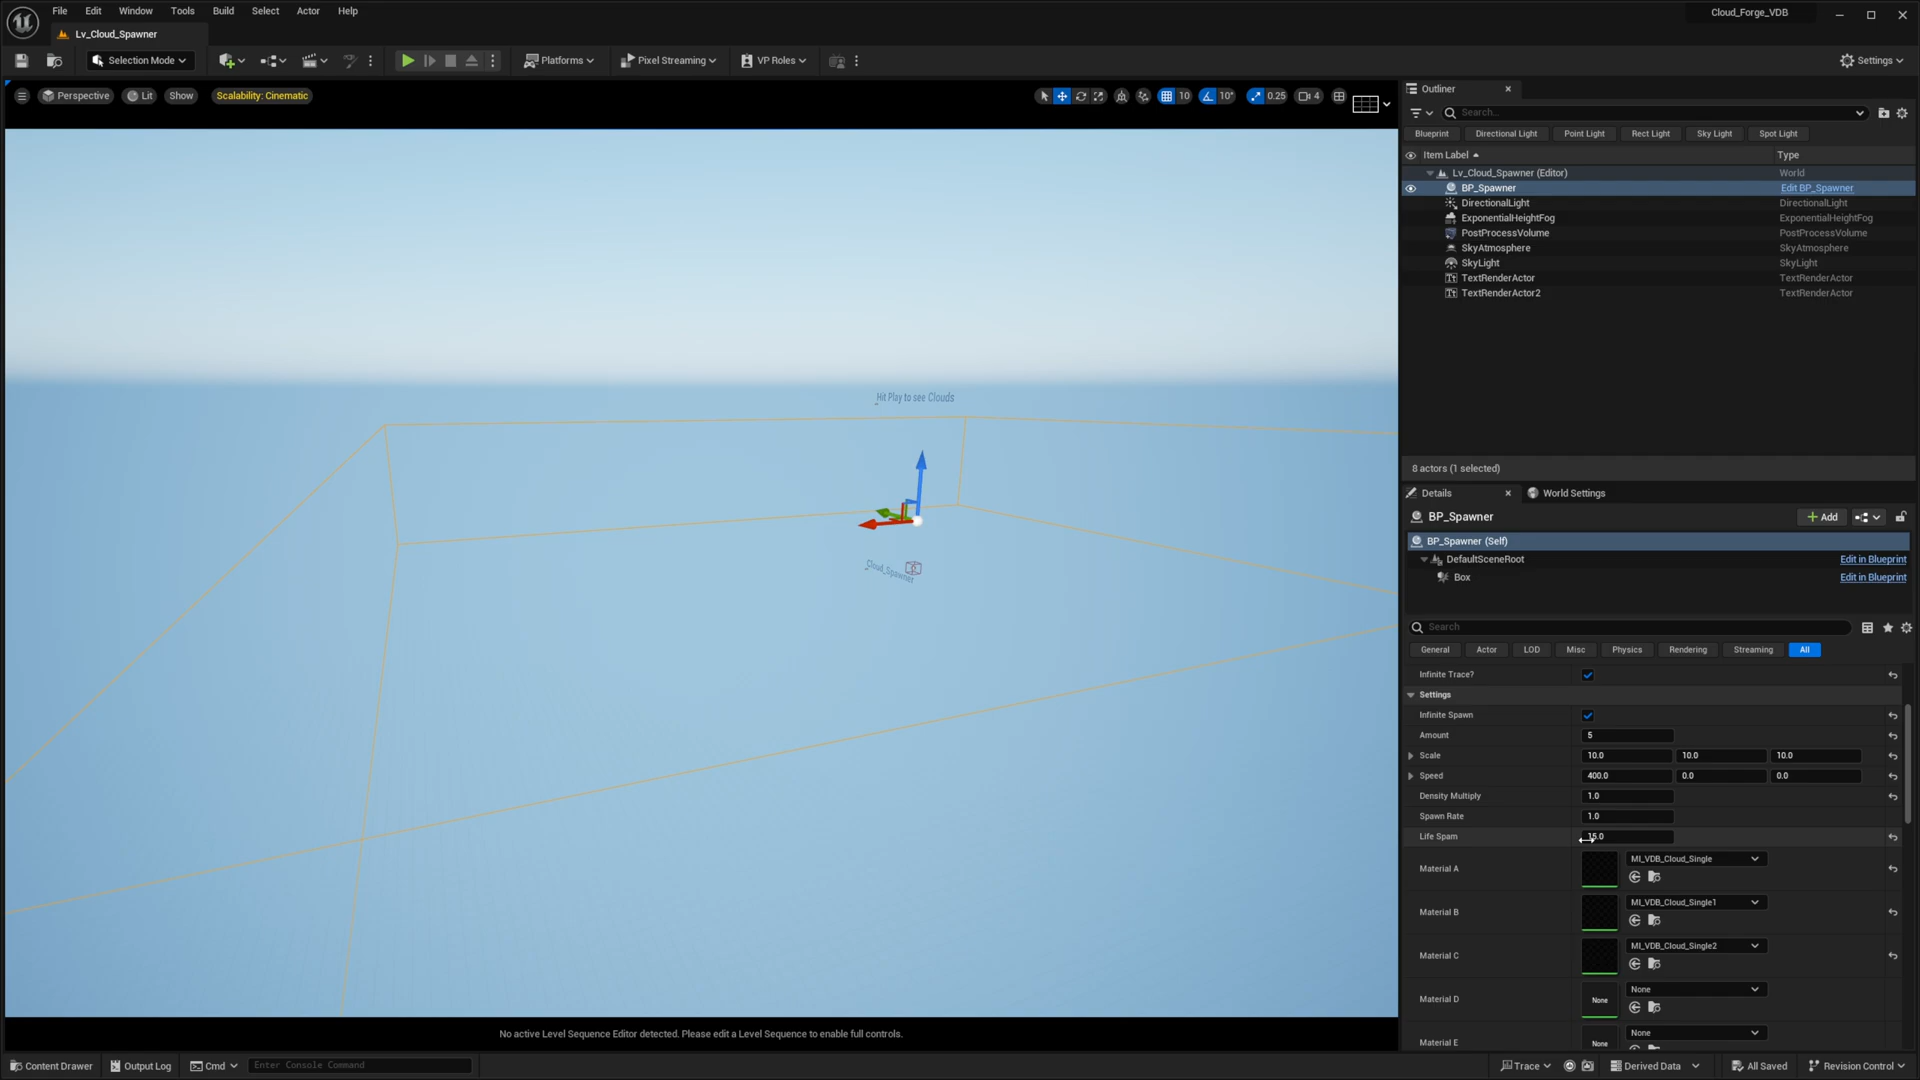 File Edit Window Tools Build Select Actor Help
Cloud_Forge_VDB
Lv_Cloud_Spawner
Selection Mode
Platforms
Pixel Streaming
VP Roles
Settings
Perspective
Lit
Show
Scalability: Cinematic
10
10°
0.25
4
Hit Play to see Clouds
Cloud_Spawner
No active Level Sequence Editor detected. Please edit a Level Sequence to enable full controls.
Outliner
Search...
Blueprint Directional Light Point Light Rect Light Sky Light Spot Light
Item Label Type
Lv_Cloud_Spawner (Editor) World
BP_Spawner Edit BP_Spawner
DirectionalLight DirectionalLight
ExponentialHeightFog ExponentialHeightFog
PostProcessVolume PostProcessVolume
SkyAtmosphere SkyAtmosphere
SkyLight SkyLight
TextRenderActor TextRenderActor
TextRenderActor2 TextRenderActor
8 actors (1 selected)
Details World Settings
BP_Spawner
Add
BP_Spawner (Self)
DefaultSceneRoot Edit in Blueprint
Box Edit in Blueprint
Search
General Actor LOD Misc Physics Rendering Streaming All
Infinite Trace?
Settings
Infinite Spawn
Amount 5
Scale 10.0 10.0 10.0
Speed 400.0 0.0 0.0
Density Multiply 1.0
Spawn Rate 1.0
Life Spam 15.0
Material A MI_VDB_Cloud_Single
Material B MI_VDB_Cloud_Single1
Material C MI_VDB_Cloud_Single2
Material D None None
Material E None None
Content Drawer Output Log Cmd Enter Console Command
Trace Derived Data All Saved Revision Control